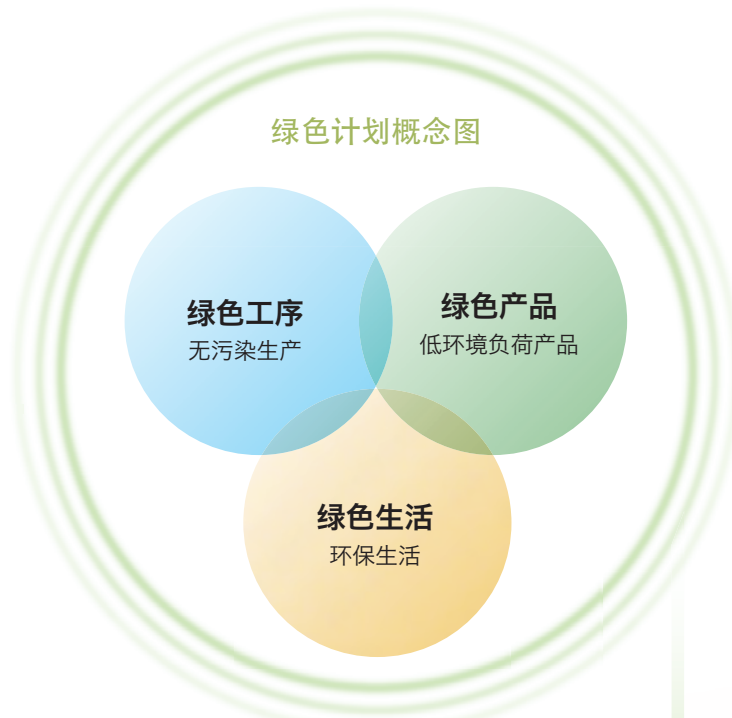 绿色计划概念图
绿色工序
无污染生产
绿色产品
低环境负荷产品
绿色生活
环保生活